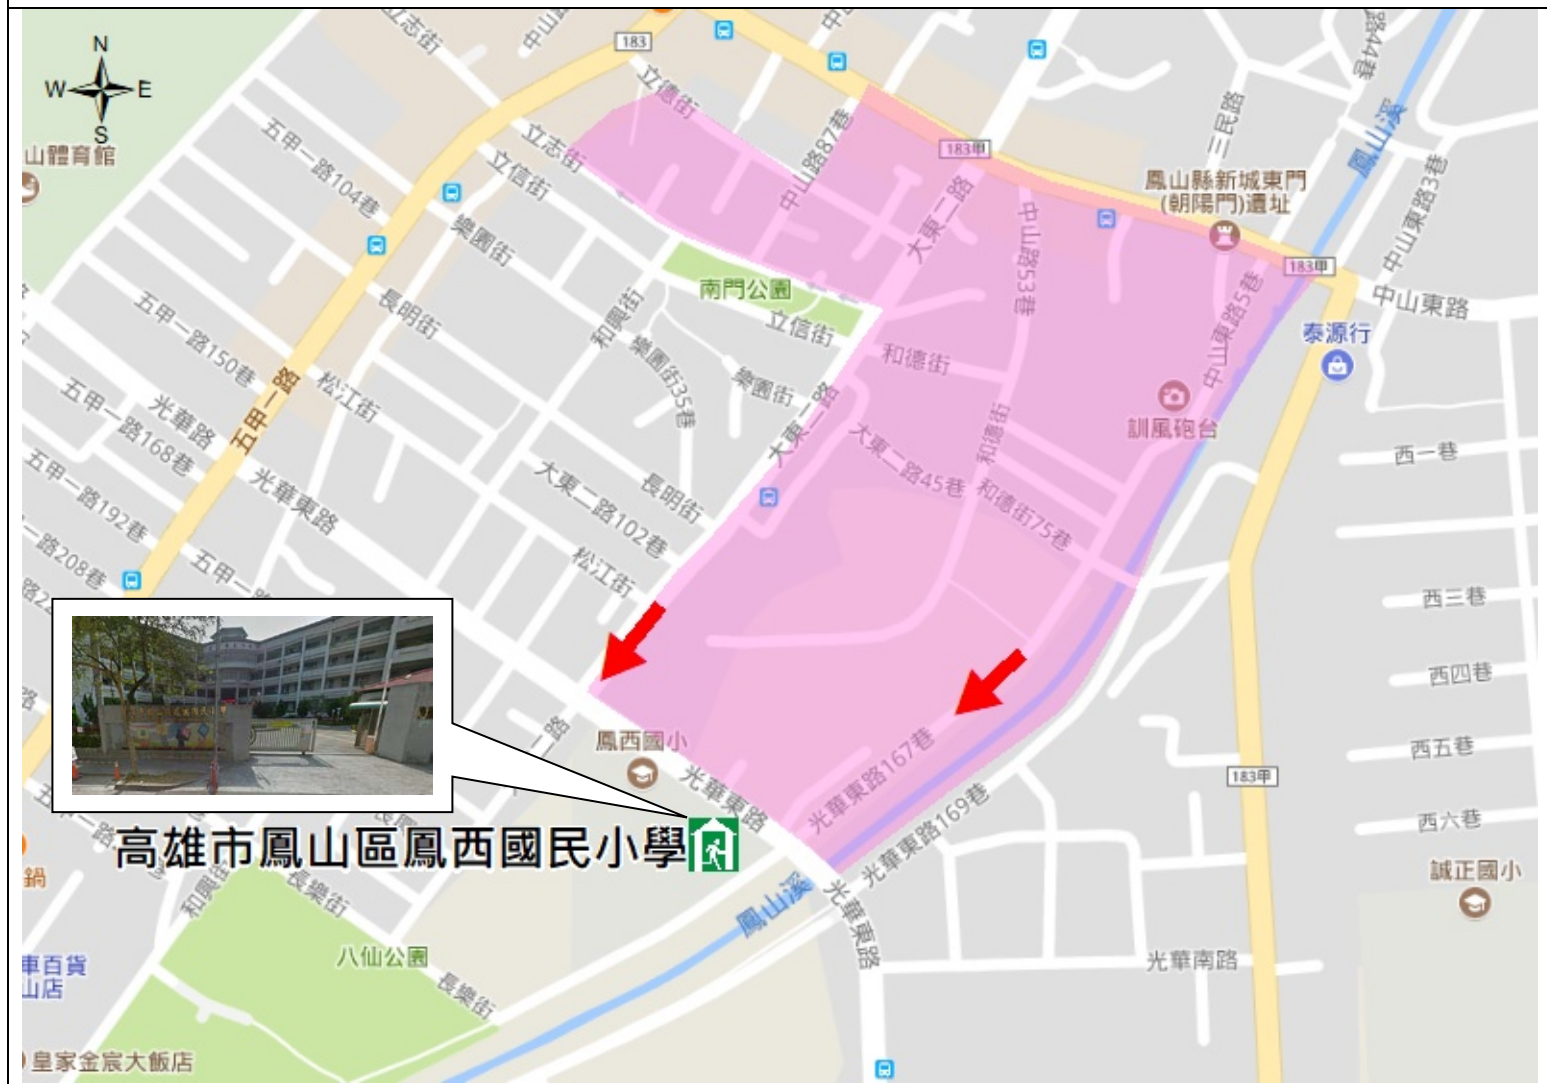 N
W
E
S
183
立志街
立德街
立志街
立信街
中山路87巷
183甲
三民路
路44巷
鳳山溪
中山東路3巷
鳳山縣新城東門
(朝陽門)遺址
山體育館
五甲一路104巷
樂園街
大東二路
中山路53巷
183甲
中山東路
中山東路5巷
南門公園
立信街
和興街
長明街
五甲一路150巷
和德街
泰源行
樂園街35巷
樂園街
大東二路
松江街
光華路
五甲一路
五甲一路168巷
訓風砲台
和德街
大東二路45巷
和德街75巷
西一巷
五甲一路192巷
光華東路
長明街
大東二路102巷
松江街
一路208巷
五甲一
西三巷
西四巷
鳳西國小
二路
光華東路
光華東路167巷
光華東路169巷
西五巷
183甲
西六巷
高雄市鳳山區鳳西國民小學
誠正國小
鍋
和興街
長樂街
鳳山溪
光華東路
八仙公園
長樂街
光華南路
車百貨
山店
皇家金宸大飯店